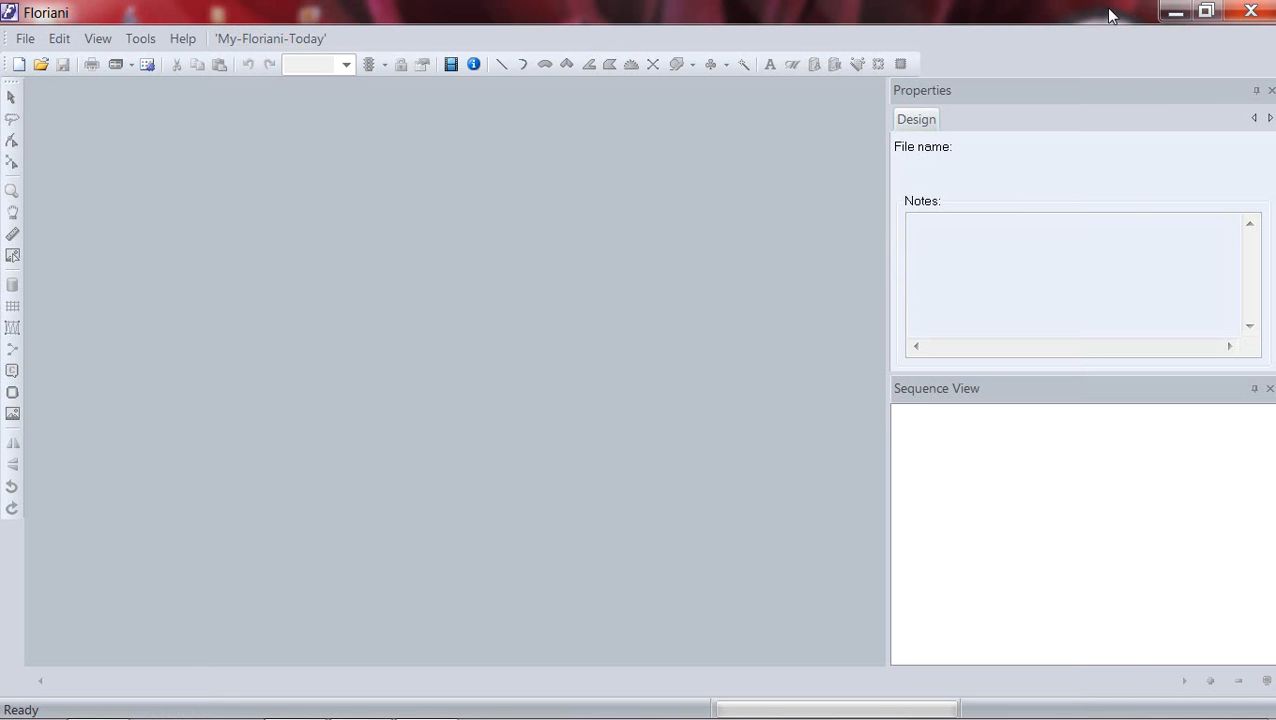 Floriani
File Edit View Tools Help 'My-Floriani-Today'
Properties
Design
File name:
Notes:
Sequence View
Ready